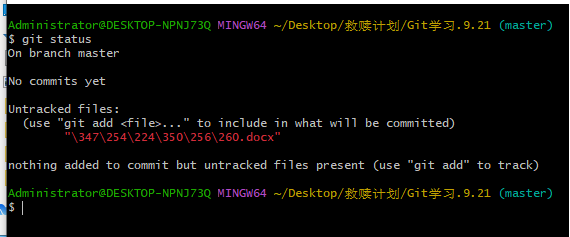 Administrator@DESKTOP-NPNJ73Q MINGW64 ~/Desktop/救赎计划/Git学习.9.21 (master)
$ git status
On branch master
No commits yet
Untracked files:
(use "git add <file>..." to include in what will be committed)
"\347\254\224\350\256\260.docx"
nothing added to commit but untracked files present (use "git add" to track)
Administrator@DESKTOP-NPNJ73Q MINGW64 ~/Desktop/救赎计划/Git学习.9.21 (master)
$